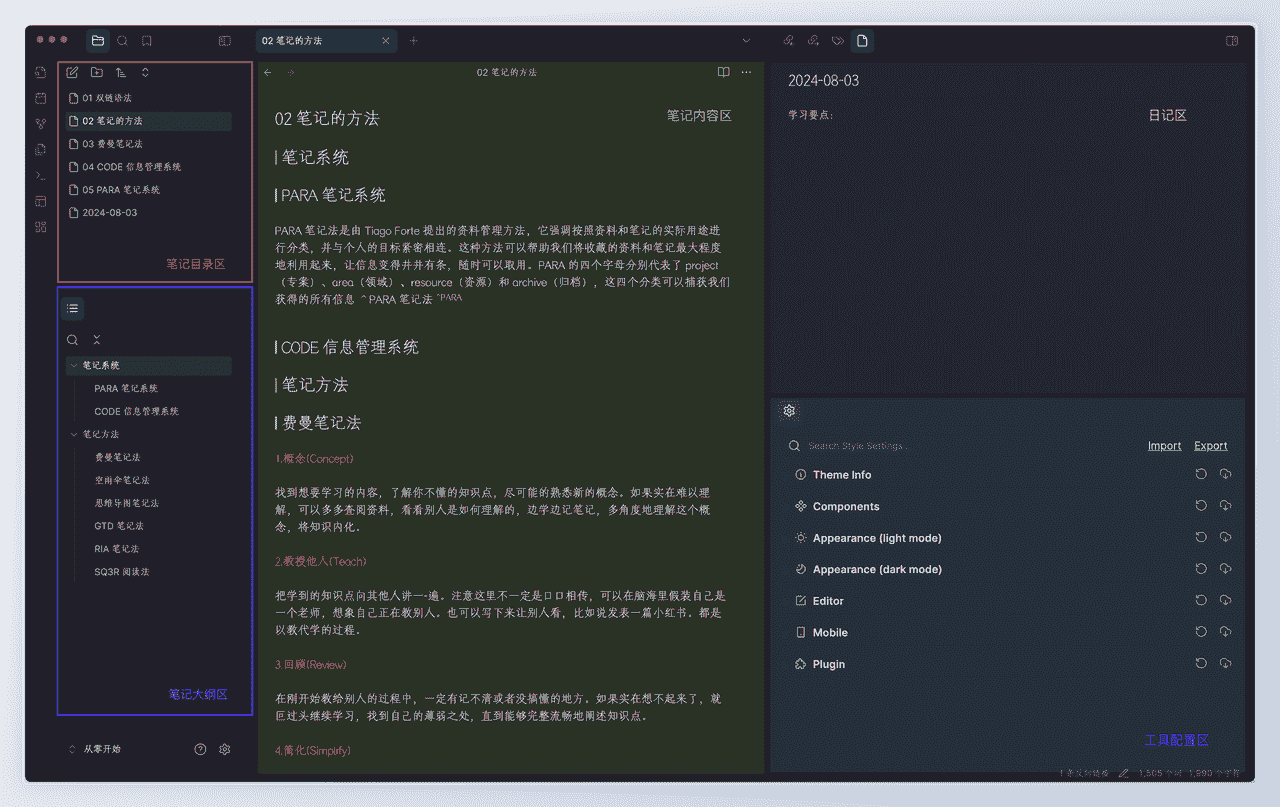 02 笔记的方法
01 双链语法
02 笔记的方法
03 费曼笔记法
04 CODE 信息管理系统
05 PARA 笔记系统
2024-08-03
笔记目录区
笔记系统
PARA 笔记系统
CODE 信息管理系统
笔记方法
费曼笔记法
空雨伞笔记法
思维导图笔记法
GTD 笔记法
RIA 笔记法
SQ3R 阅读法
笔记大纲区
从零开始
02 笔记的方法
02 笔记的方法
笔记内容区
笔记系统
PARA 笔记系统
PARA 笔记法是由 Tiago Forte 提出的资料管理方法，它强调按照资料和笔记的实际用途进
行分类，并与个人的目标紧密相连。这种方法可以帮助我们将收藏的资料和笔记最大程度
地利用起来，让信息变得井井有条，随时可以取用。PARA 的四个字母分别代表了 project
（专案）、area（领域）、resource（资源）和 archive（归档），这四个分类可以捕获我们
获得的所有信息 ^PARA 笔记法 ^PARA
CODE 信息管理系统
笔记方法
费曼笔记法
1.概念(Concept)
找到想要学习的内容，了解你不懂的知识点，尽可能的熟悉新的概念。如果实在难以理
解，可以多多查阅资料，看看别人是如何理解的，边学边记笔记，多角度地理解这个概
念，将知识内化。
2.教授他人(Teach)
把学到的知识点向其他人讲一遍。注意这里不一定是口口相传，可以在脑海里假装自己是
一个老师，想象自己正在教别人。也可以写下来让别人看，比如说发表一篇小红书。都是
以教代学的过程。
3.回顾(Review)
在刚开始教给别人的过程中，一定有记不清或者没搞懂的地方。如果实在想不起来了，就
回过头继续学习，找到自己的薄弱之处，直到能够完整流畅地阐述知识点。
4.简化(Simplify)
2024-08-03
学习要点：
日记区
Search Style Settings...
Import
Export
Theme Info
Components
Appearance (light mode)
Appearance (dark mode)
Editor
Mobile
Plugin
工具配置区
1 条反向链接 1,505 个词 1,990 个字符